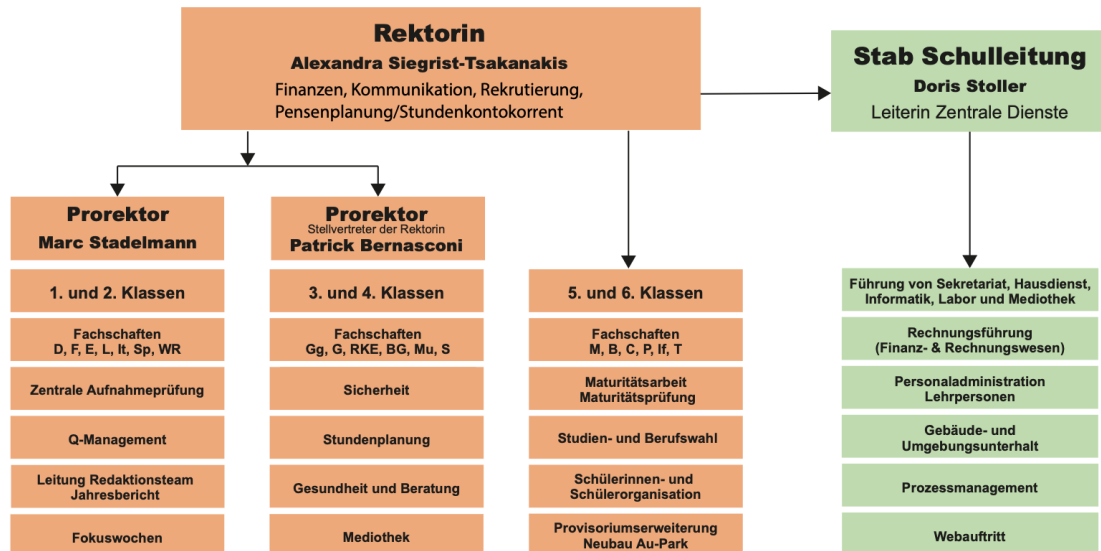 Rektorin
Alexandra Siegrist-Tsakanakis
Finanzen, Kommunikation, Rekrutierung,
Pensenplanung/Stundenkontokorrent
Stab Schulleitung
Doris Stoller
Leiterin Zentrale Dienste
Prorektor
Marc Stadelmann
1. und 2. Klassen
Fachschaften
D, F, E, L, It, Sp, WR
Zentrale Aufnahmeprüfung
Q-Management
Leitung Redaktionsteam
Jahresbericht
Fokuswochen
Prorektor
Stellvertreter der Rektorin
Patrick Bernasconi
3. und 4. Klassen
Fachschaften
Gg, G, RKE, BG, Mu, S
Sicherheit
Stundenplanung
Gesundheit und Beratung
Mediothek
5. und 6. Klassen
Fachschaften
M, B, C, P, If, T
Maturitätsarbeit
Maturitätsprüfung
Studien- und Berufswahl
Schülerinnen- und
Schülerorganisation
Provisoriumserweiterung
Neubau Au-Park
Führung von Sekretariat, Hausdienst,
Informatik, Labor und Mediothek
Rechnungsführung
(Finanz- & Rechnungswesen)
Personaladministration
Lehrpersonen
Gebäude- und
Umgebungsunterhalt
Prozessmanagement
Webauftritt